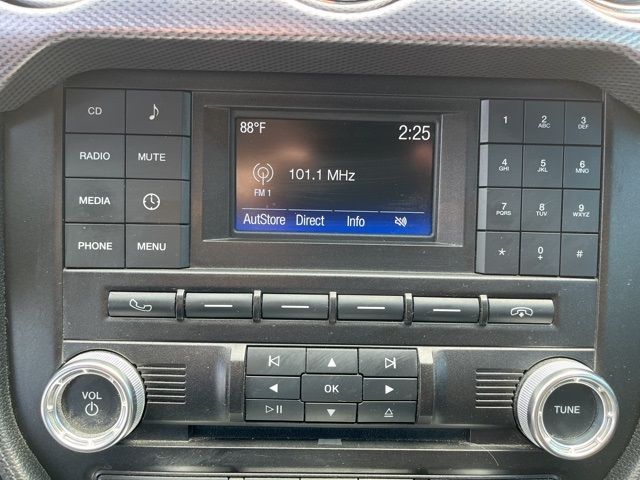 CD
RADIO MUTE
MEDIA
PHONE MENU
88°F 2:25
101.1 MHz
FM 1
AutoStore Direct Info
1 2 ABC 3 DEF
4 GHI 5 JKL 6 MNO
7 PQRS 8 TUV 9 WXYZ
* 0 + #
VOL
OK
TUNE